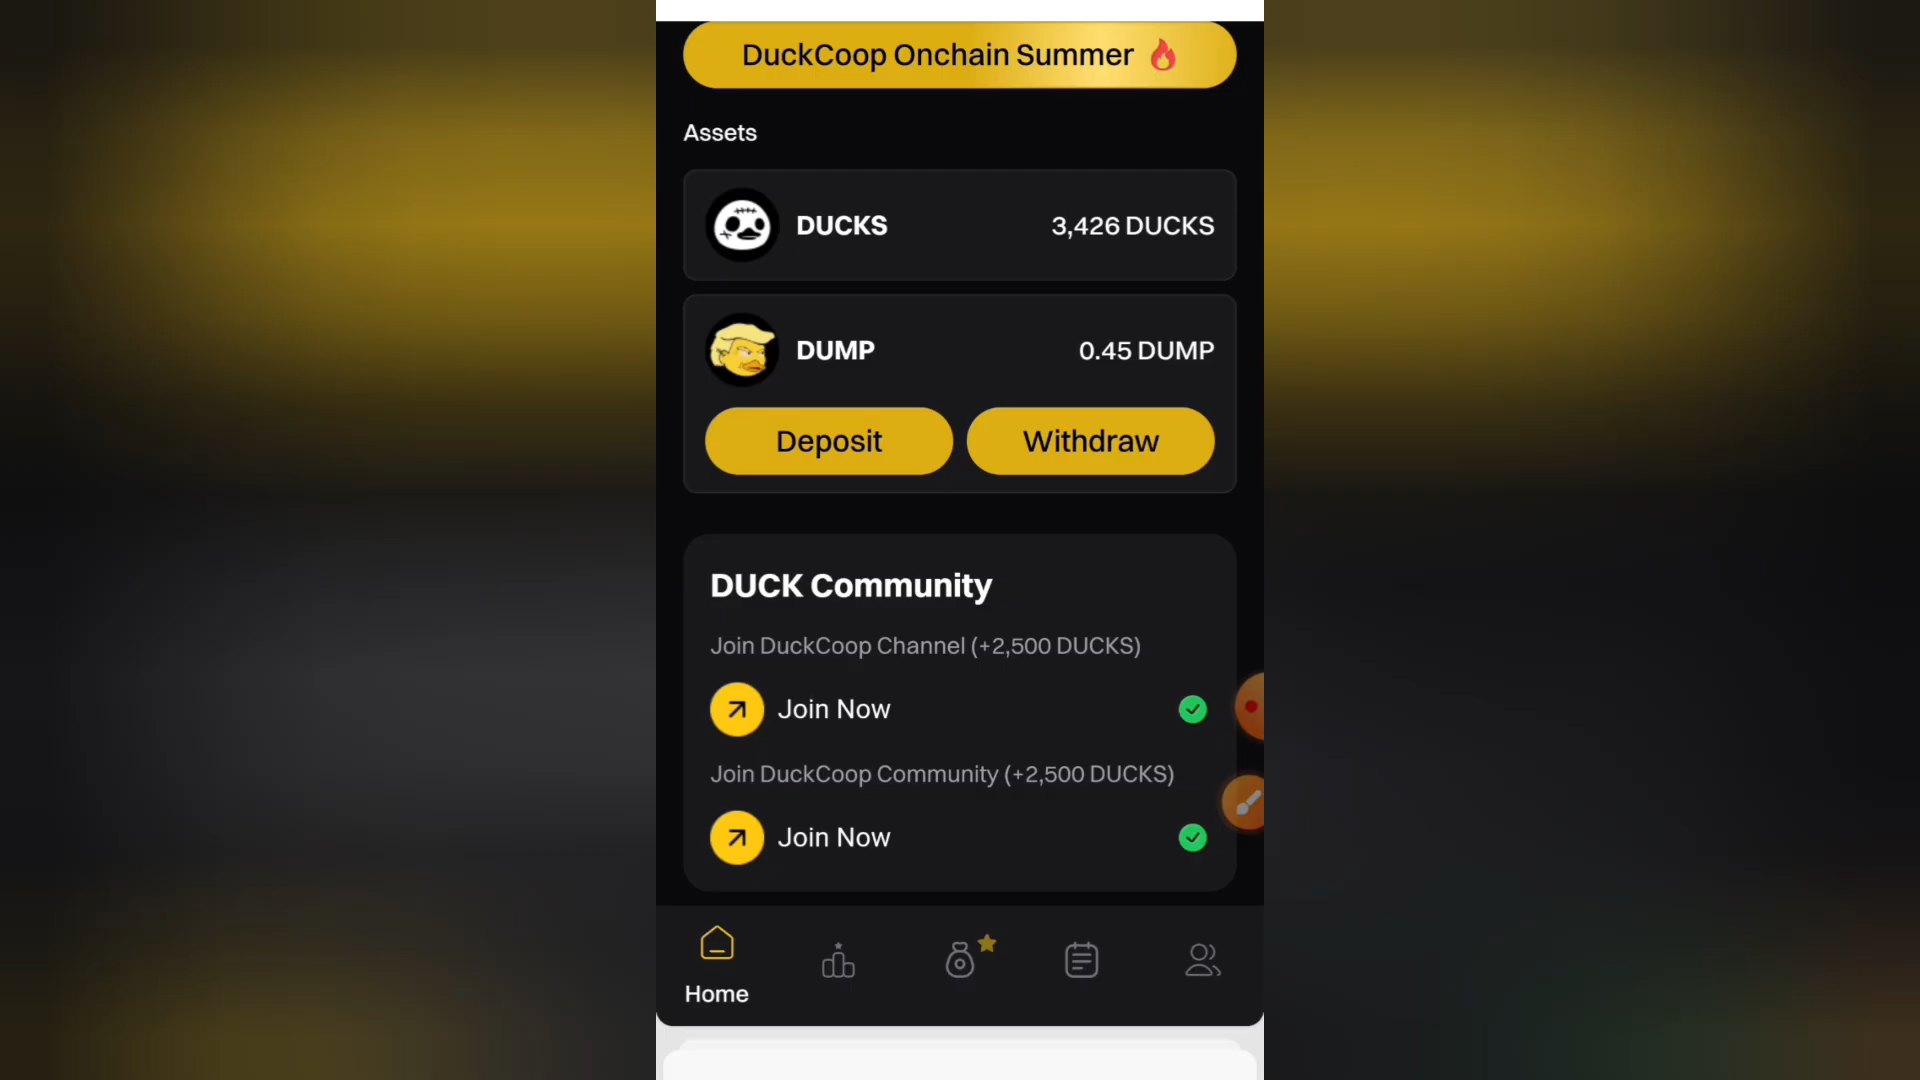 DuckCoop Onchain Summer 🔥
Assets
DUCKS 3,426 DUCKS
DUMP 0.45 DUMP
Deposit Withdraw
DUCK Community
Join DuckCoop Channel (+2,500 DUCKS)
Join Now
Join DuckCoop Community (+2,500 DUCKS)
Join Now
Home